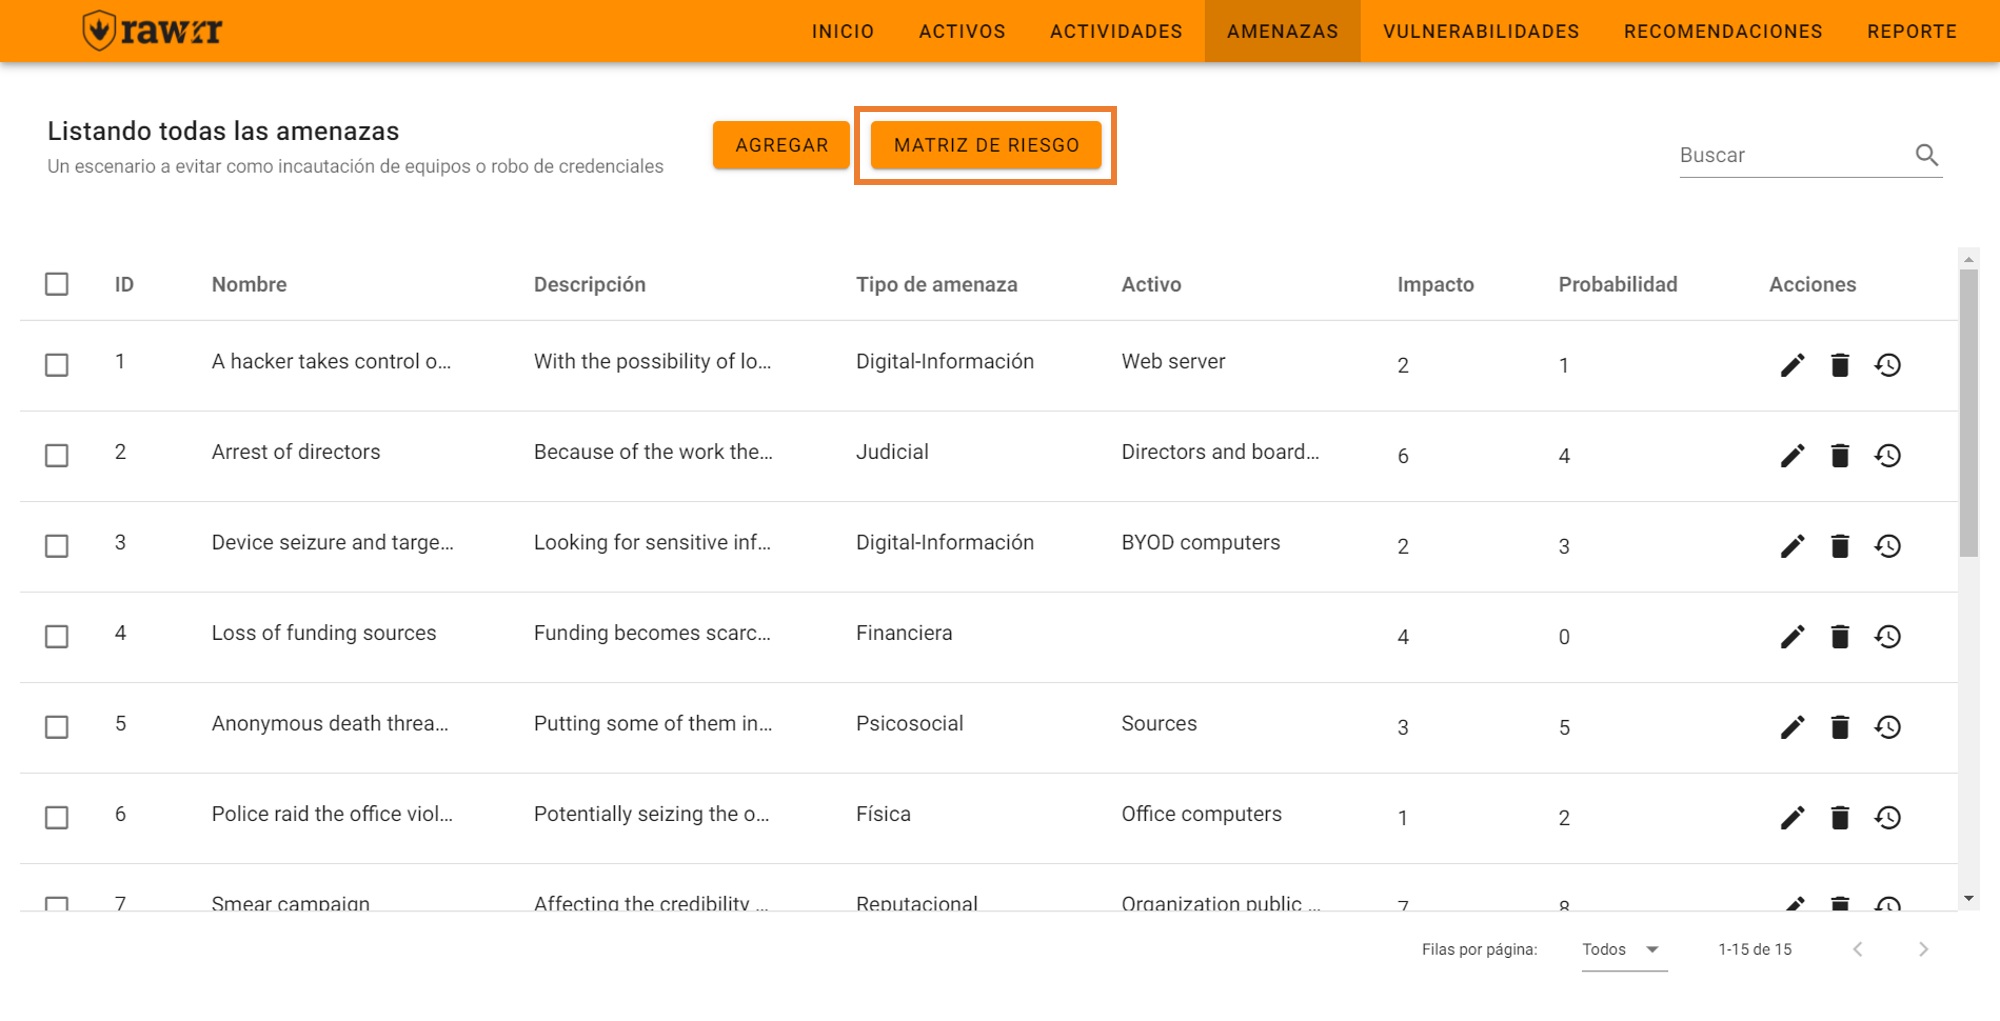 rawrr
INICIO ACTIVOS ACTIVIDADES AMENAZAS VULNERABILIDADES RECOMENDACIONES REPORTE
Listando todas las amenazas
Un escenario a evitar como incautación de equipos o robo de credenciales
AGREGAR MATRIZ DE RIESGO
Buscar
ID Nombre Descripción Tipo de amenaza Activo Impacto Probabilidad Acciones
1 A hacker takes control o... With the possibility of lo... Digital-Información Web server 2 1
2 Arrest of directors Because of the work the... Judicial Directors and board... 6 4
3 Device seizure and targe... Looking for sensitive inf... Digital-Información BYOD computers 2 3
4 Loss of funding sources Funding becomes scarc... Financiera 4 0
5 Anonymous death threa... Putting some of them in... Psicosocial Sources 3 5
6 Police raid the office viol... Potentially seizing the o... Física Office computers 1 2
7 Smear campaign Affecting the credibility ... Reputacional Organization public ... 7 8
Filas por página: Todos 1-15 de 15